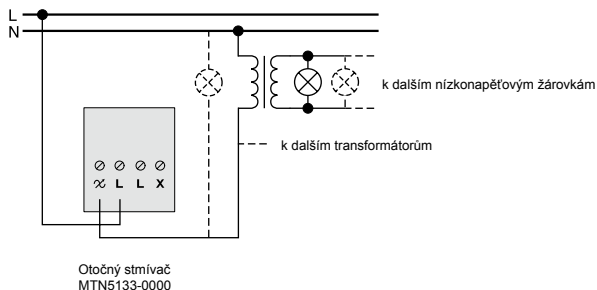 L
N
k dalším nízkonapěťovým žárovkám
k dalším transformátorům
L L X
Otočný stmívač
MTN5133-0000